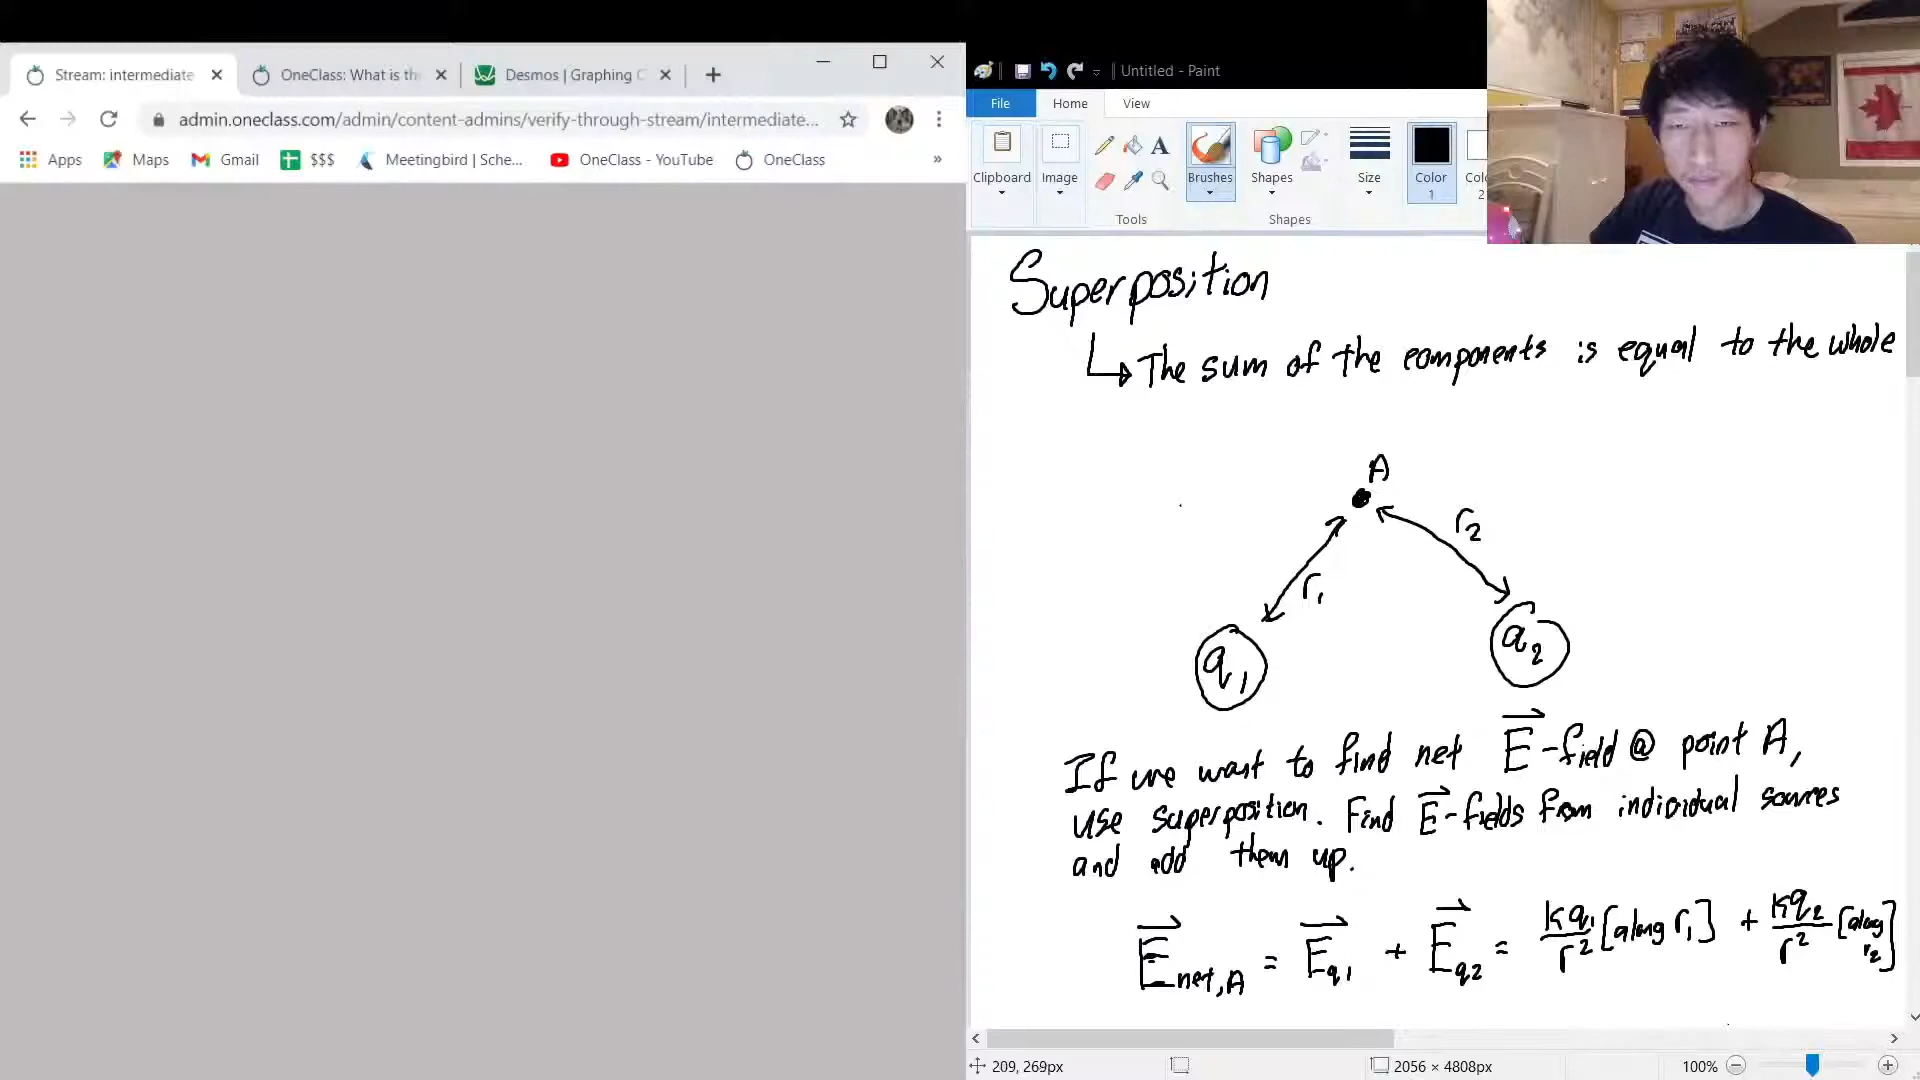 Stream: intermediate
OneClass: What is the
Desmos | Graphing C
Untitled - Paint
admin.oneclass.com/admin/content-admins/verify-through-stream/intermediate...
File
Home
View
Apps
Maps
Gmail
$$$
Meetingbird | Sche...
OneClass - YouTube
OneClass
»
Clipboard
Image
Brushes
Shapes
Size
Color
1
2
Tools
Shapes
Superposition
The sum of the components is equal to the whole
A
r2
r1
q1
q2
If we want to find net E-field @ point A,
use superposition. Find E-fields from individual sources
and add them up.
Enet,A = Eq1 + Eq2 = kq1/r² [along r1] + kq2/r² [along r2]
209, 269px
2056 × 4808px
100%